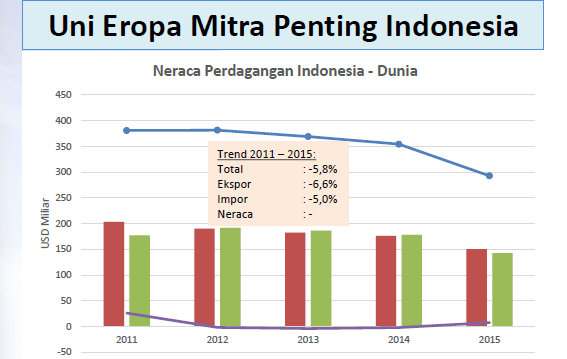 Uni Eropa Mitra Penting Indonesia
Neraca Perdagangan Indonesia - Dunia
USD Miliar
450
400
350
300
250
200
150
100
50
0
-50
Trend 2011 – 2015:
Total : -5,8%
Ekspor : -6,6%
Impor : -5,0%
Neraca : -
2011 2012 2013 2014 2015